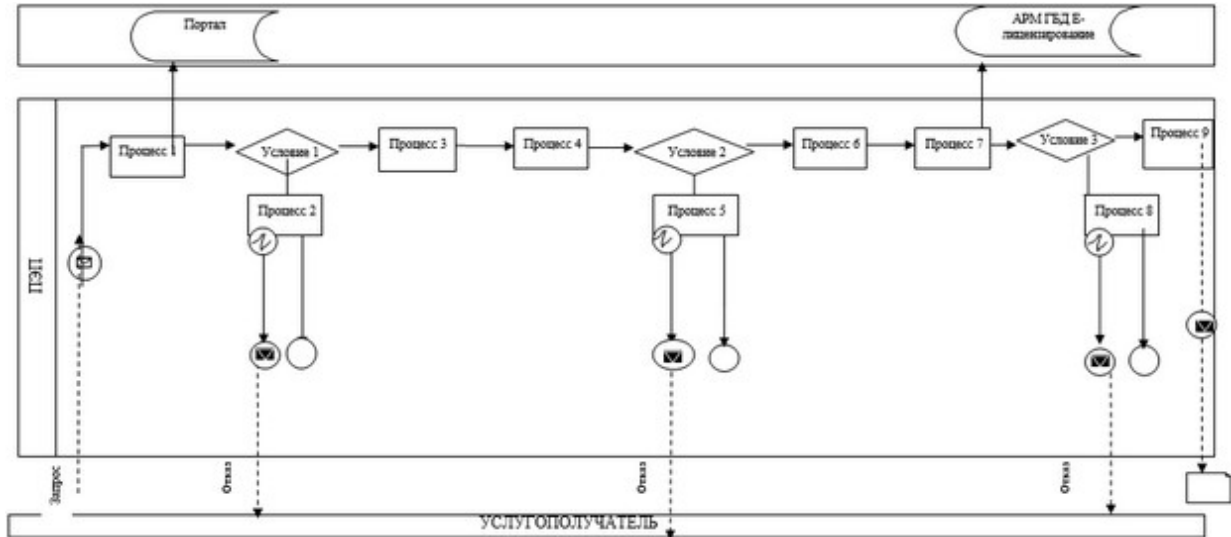 Портал
АРМ ГБД Е-
лицензирование
Процесс 1
Условие 1
Процесс 3
Процесс 4
Условие 2
Процесс 6
Процесс 7
Условие 3
Процесс 9
Процесс 2
Процесс 5
Процесс 8
ПЭП
Запрос
Отказ
Отказ
Отказ
УСЛУГОПОЛУЧАТЕЛЬ